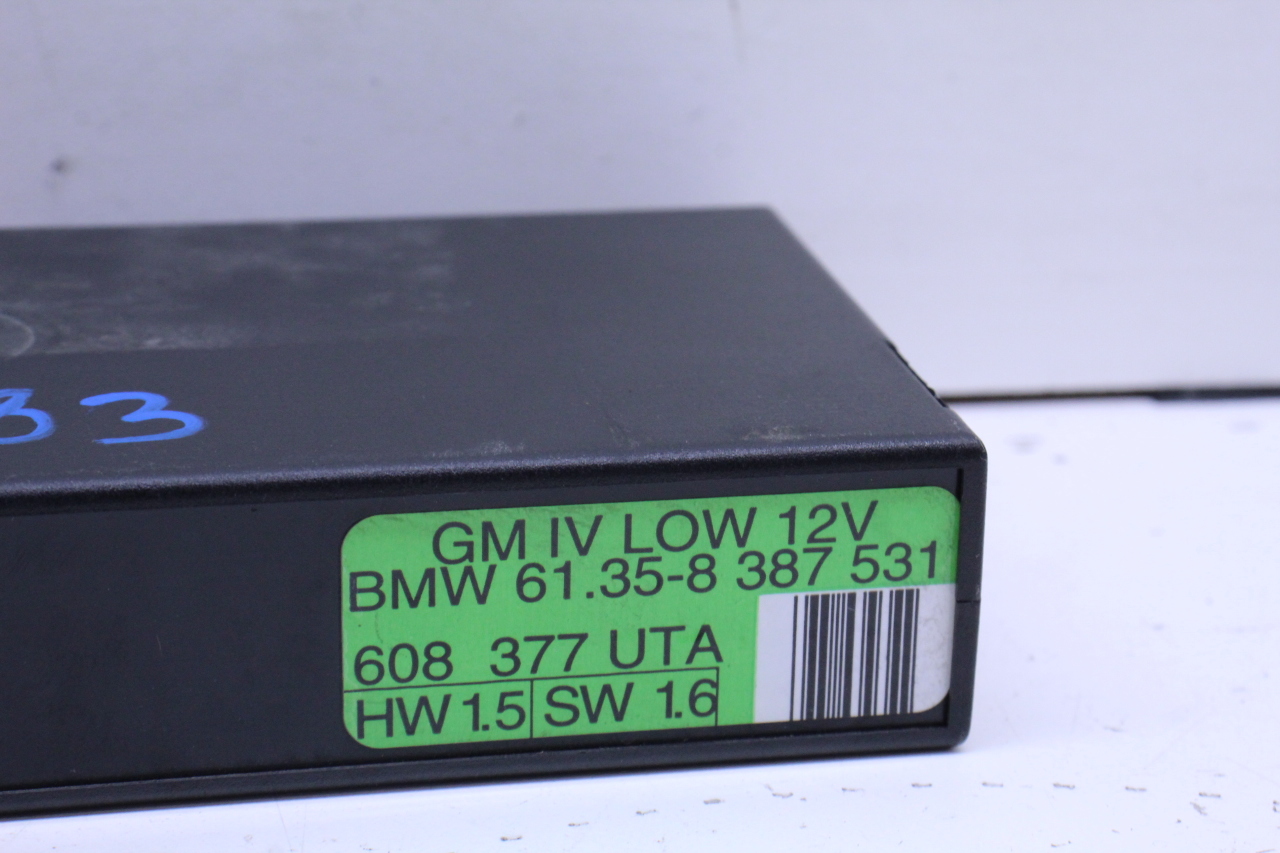 33
GM IV LOW 12V
BMW 61.35-8 387 531
608 377 UTA
HW 1.5 SW 1.6